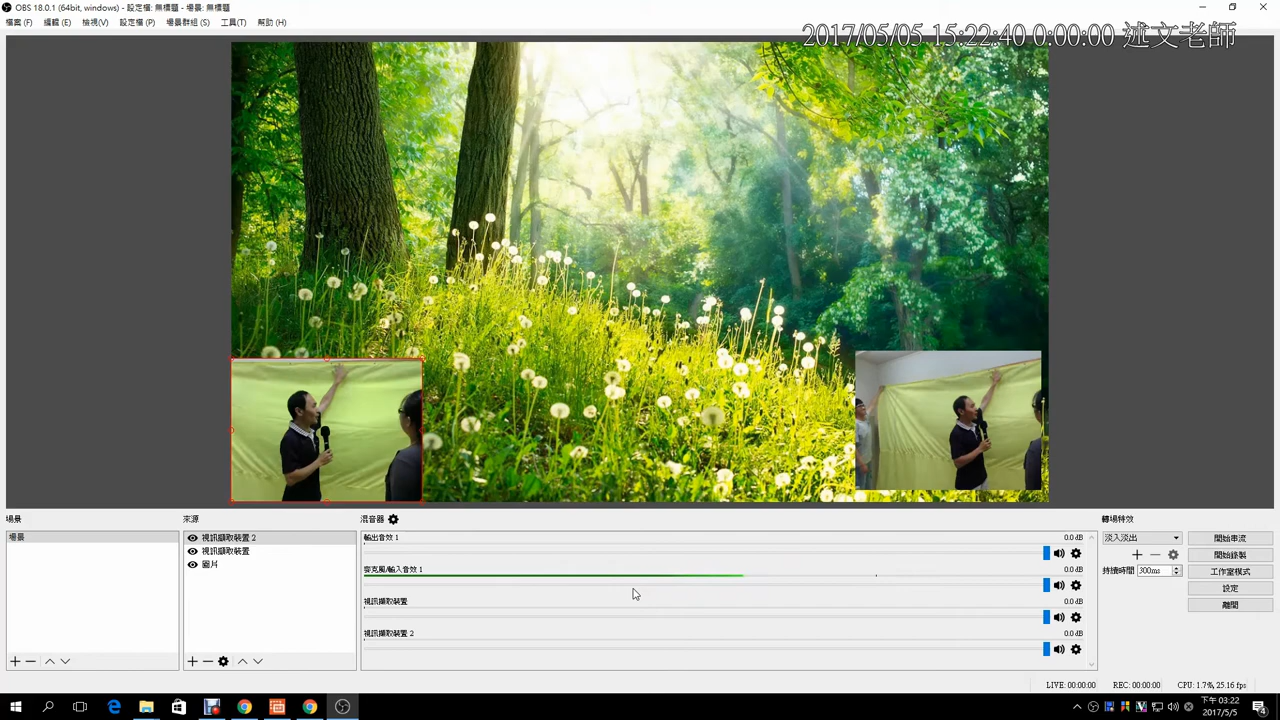 OBS 18.0.1 (64bit, windows) - 設定檔: 無標題 - 場景: 無標題
檔案 (F) 編輯 (E) 檢視(V) 設定檔 (P) 場景群組 (S) 工具(T) 幫助 (H)
2017/05/05 15:22:40 0:00:00 述文老師
場景
場景
來源
視訊擷取裝置 2
視訊擷取裝置
圖片
混音器
輸出音效 1 0.0 dB
麥克風/輸入音效 1 0.0 dB
視訊擷取裝置 0.0 dB
視訊擷取裝置 2 0.0 dB
轉場特效
淡入淡出
持續時間 300ms
開始串流
開始錄製
工作室模式
設定
離開
LIVE: 00:00:00 REC: 00:00:00 CPU: 1.7%, 25.16 fps
下午 03:22
2017/5/5
4